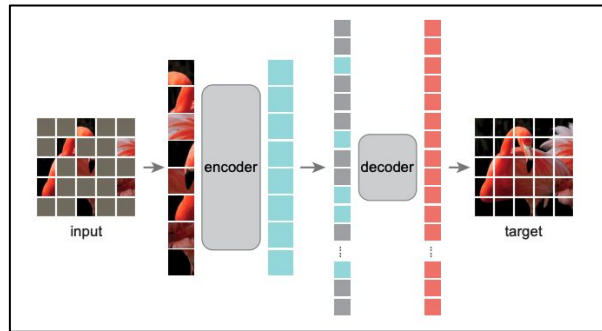 input
encoder
decoder
target